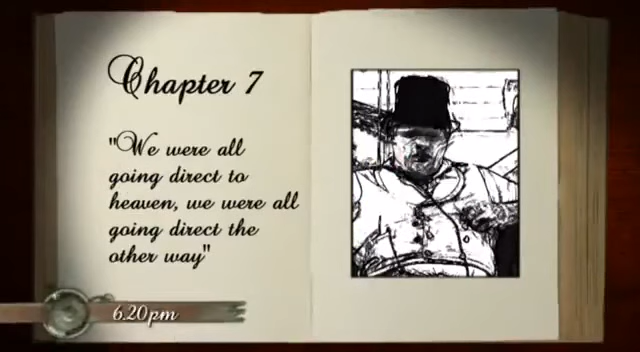 Chapter 7
"We were all
going direct to
heaven, we were all
going direct the
other way"
6.20pm